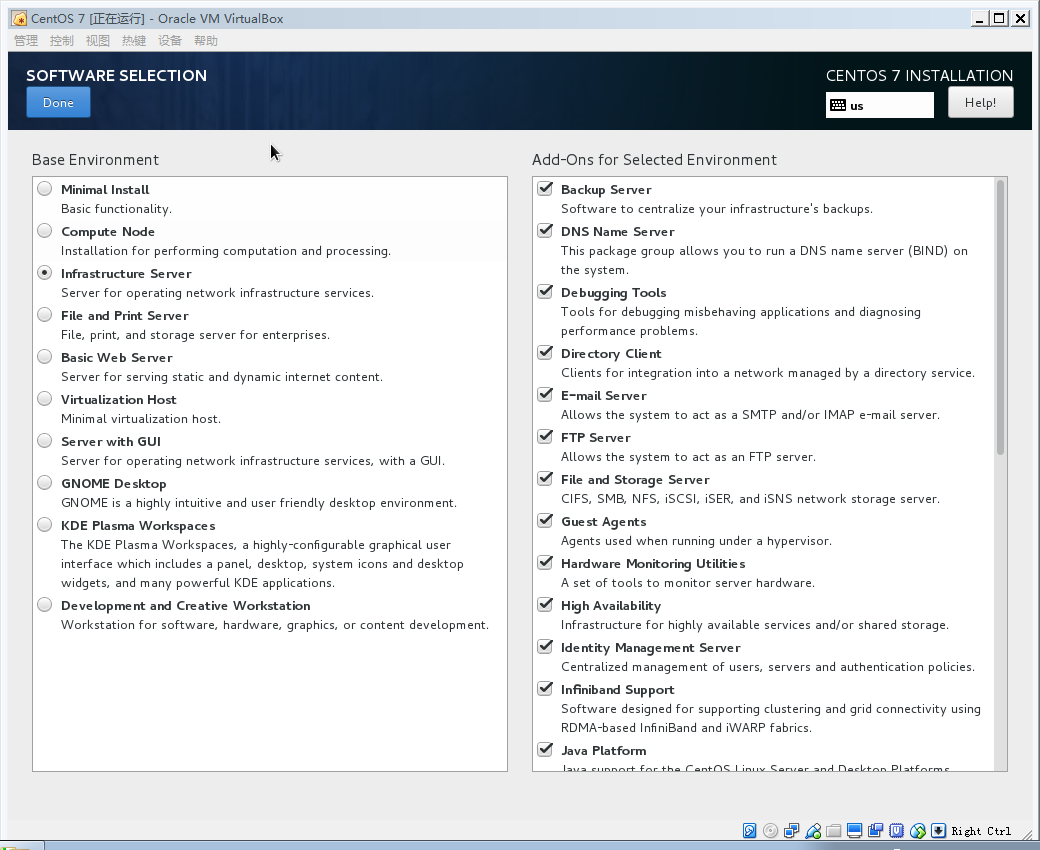 CentOS 7 [正在运行] - Oracle VM VirtualBox
管理 控制 视图 热键 设备 帮助
SOFTWARE SELECTION
Done
CENTOS 7 INSTALLATION
us
Help!
Base Environment
Minimal Install
Basic functionality.
Compute Node
Installation for performing computation and processing.
Infrastructure Server
Server for operating network infrastructure services.
File and Print Server
File, print, and storage server for enterprises.
Basic Web Server
Server for serving static and dynamic internet content.
Virtualization Host
Minimal virtualization host.
Server with GUI
Server for operating network infrastructure services, with a GUI.
GNOME Desktop
GNOME is a highly intuitive and user friendly desktop environment.
KDE Plasma Workspaces
The KDE Plasma Workspaces, a highly-configurable graphical user
interface which includes a panel, desktop, system icons and desktop
widgets, and many powerful KDE applications.
Development and Creative Workstation
Workstation for software, hardware, graphics, or content development.
Add-Ons for Selected Environment
Backup Server
Software to centralize your infrastructure's backups.
DNS Name Server
This package group allows you to run a DNS name server (BIND) on
the system.
Debugging Tools
Tools for debugging misbehaving applications and diagnosing
performance problems.
Directory Client
Clients for integration into a network managed by a directory service.
E-mail Server
Allows the system to act as a SMTP and/or IMAP e-mail server.
FTP Server
Allows the system to act as an FTP server.
File and Storage Server
CIFS, SMB, NFS, iSCSI, iSER, and iSNS network storage server.
Guest Agents
Agents used when running under a hypervisor.
Hardware Monitoring Utilities
A set of tools to monitor server hardware.
High Availability
Infrastructure for highly available services and/or shared storage.
Identity Management Server
Centralized management of users, servers and authentication policies.
Infiniband Support
Software designed for supporting clustering and grid connectivity using
RDMA-based InfiniBand and iWARP fabrics.
Java Platform
Java support for the CentOS Linux Server and Desktop Platforms.
Right Ctrl